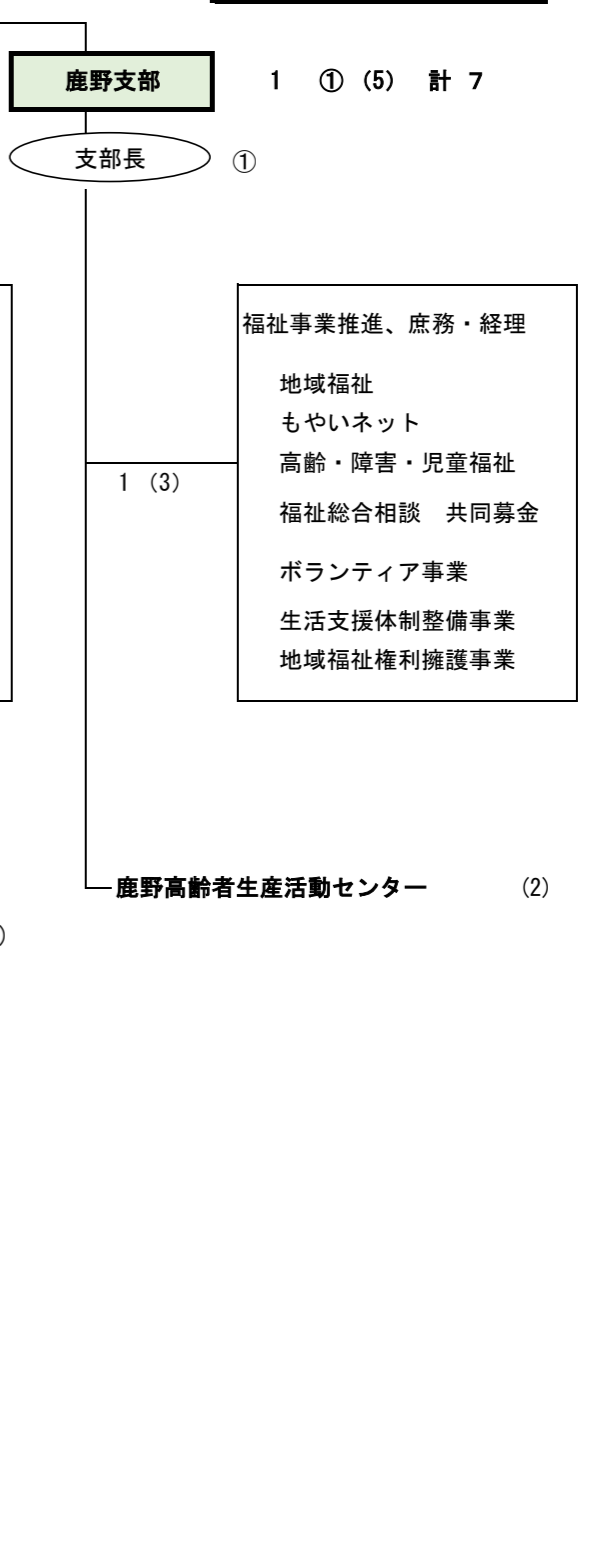 鹿野支部　1　①　(5)　計　7
支部長　①
福祉事業推進、庶務・経理
地域福祉
もやいネット
高齢・障害・児童福祉
1　(3)
福祉総合相談　共同募金
ボランティア事業
生活支援体制整備事業
地域福祉権利擁護事業
鹿野高齢者生産活動センター　(2)
)